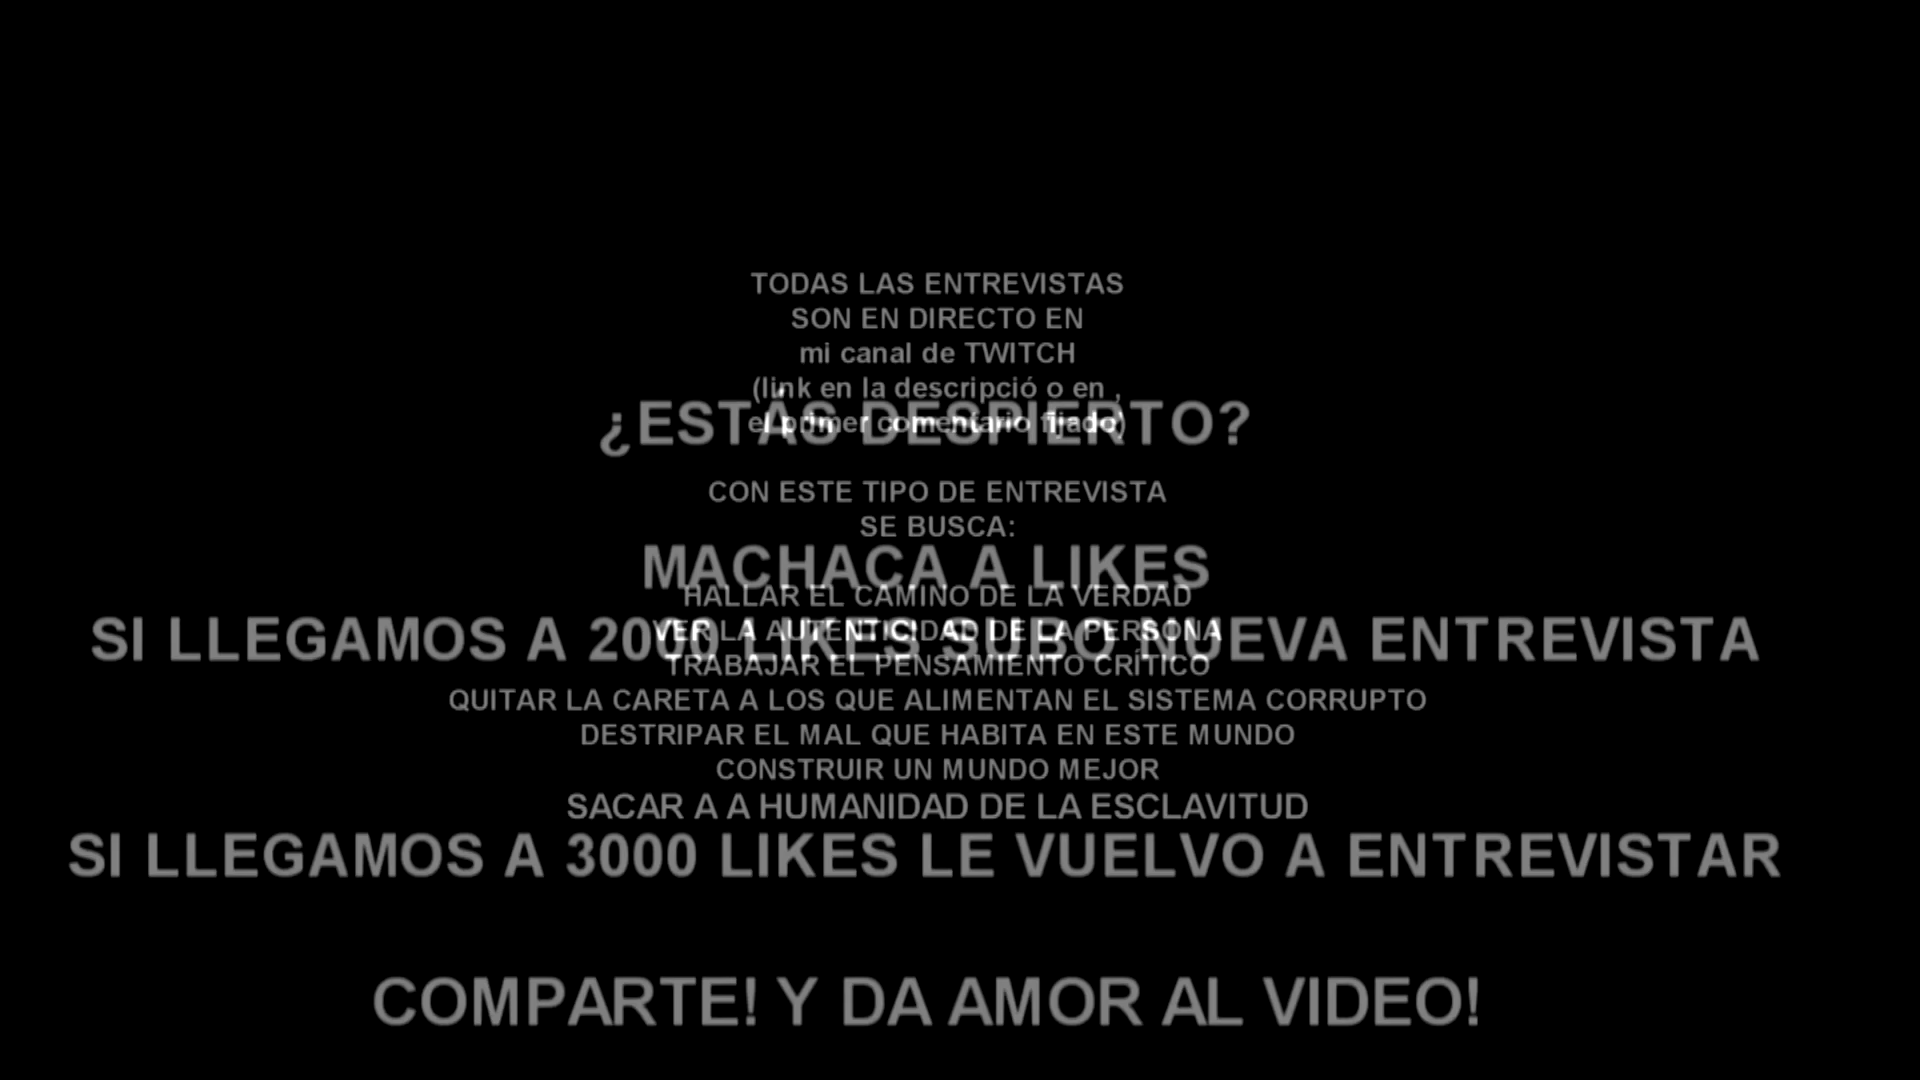 TODAS LAS ENTREVISTAS
SON EN DIRECTO EN
mi canal de TWITCH
(link en la descripció o en ,
¿ESTÁS DESPIERTO?
el primer comentario fijado)
CON ESTE TIPO DE ENTREVISTA
SE BUSCA:
MACHACA A LIKES
HALLAR EL CAMINO DE LA VERDAD
VER LA AUTENTICIDAD DE LA PERSONA
SI LLEGAMOS A 2000 LIKES SUBO NUEVA ENTREVISTA
TRABAJAR EL PENSAMIENTO CRÍTICO
QUITAR LA CARETA A LOS QUE ALIMENTAN EL SISTEMA CORRUPTO
DESTRIPAR EL MAL QUE HABITA EN ESTE MUNDO
CONSTRUIR UN MUNDO MEJOR
SACAR A A HUMANIDAD DE LA ESCLAVITUD
SI LLEGAMOS A 3000 LIKES LE VUELVO A ENTREVISTAR
COMPARTE! Y DA AMOR AL VIDEO!